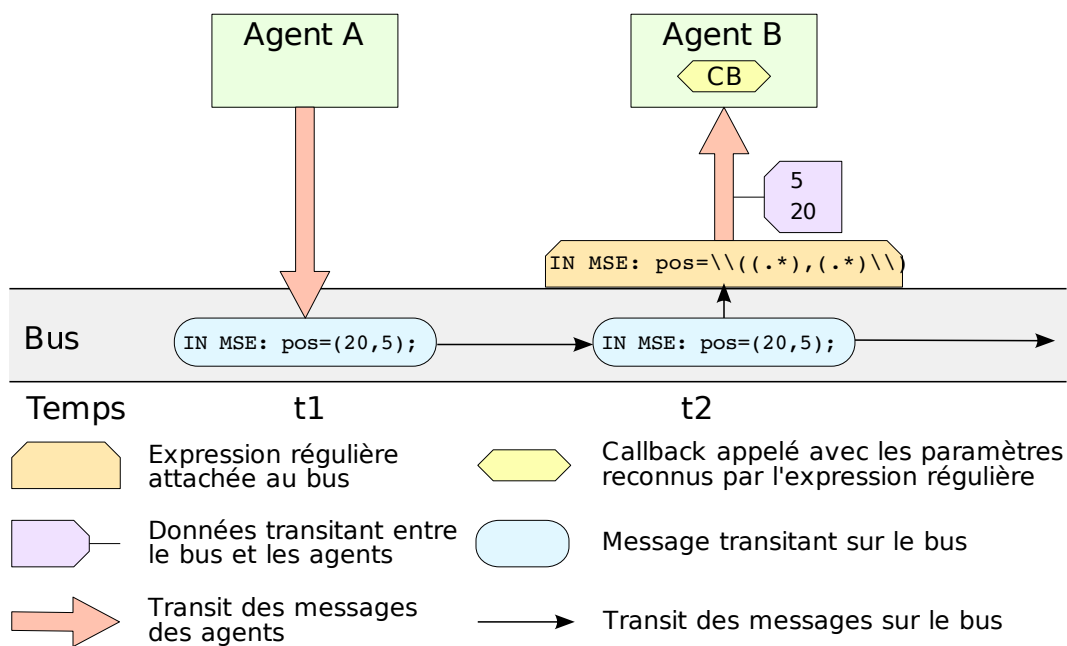 Agent A
Agent B
CB
5
20
IN MSE: pos=\\((.*),(.*)\\)
Bus
IN MSE: pos=(20,5);
IN MSE: pos=(20,5);
Temps
t1
t2
Expression régulière
attachée au bus
Callback appelé avec les paramètres
reconnus par l'expression régulière
Données transitant entre
le bus et les agents
Message transitant sur le bus
Transit des messages
des agents
Transit des messages sur le bus